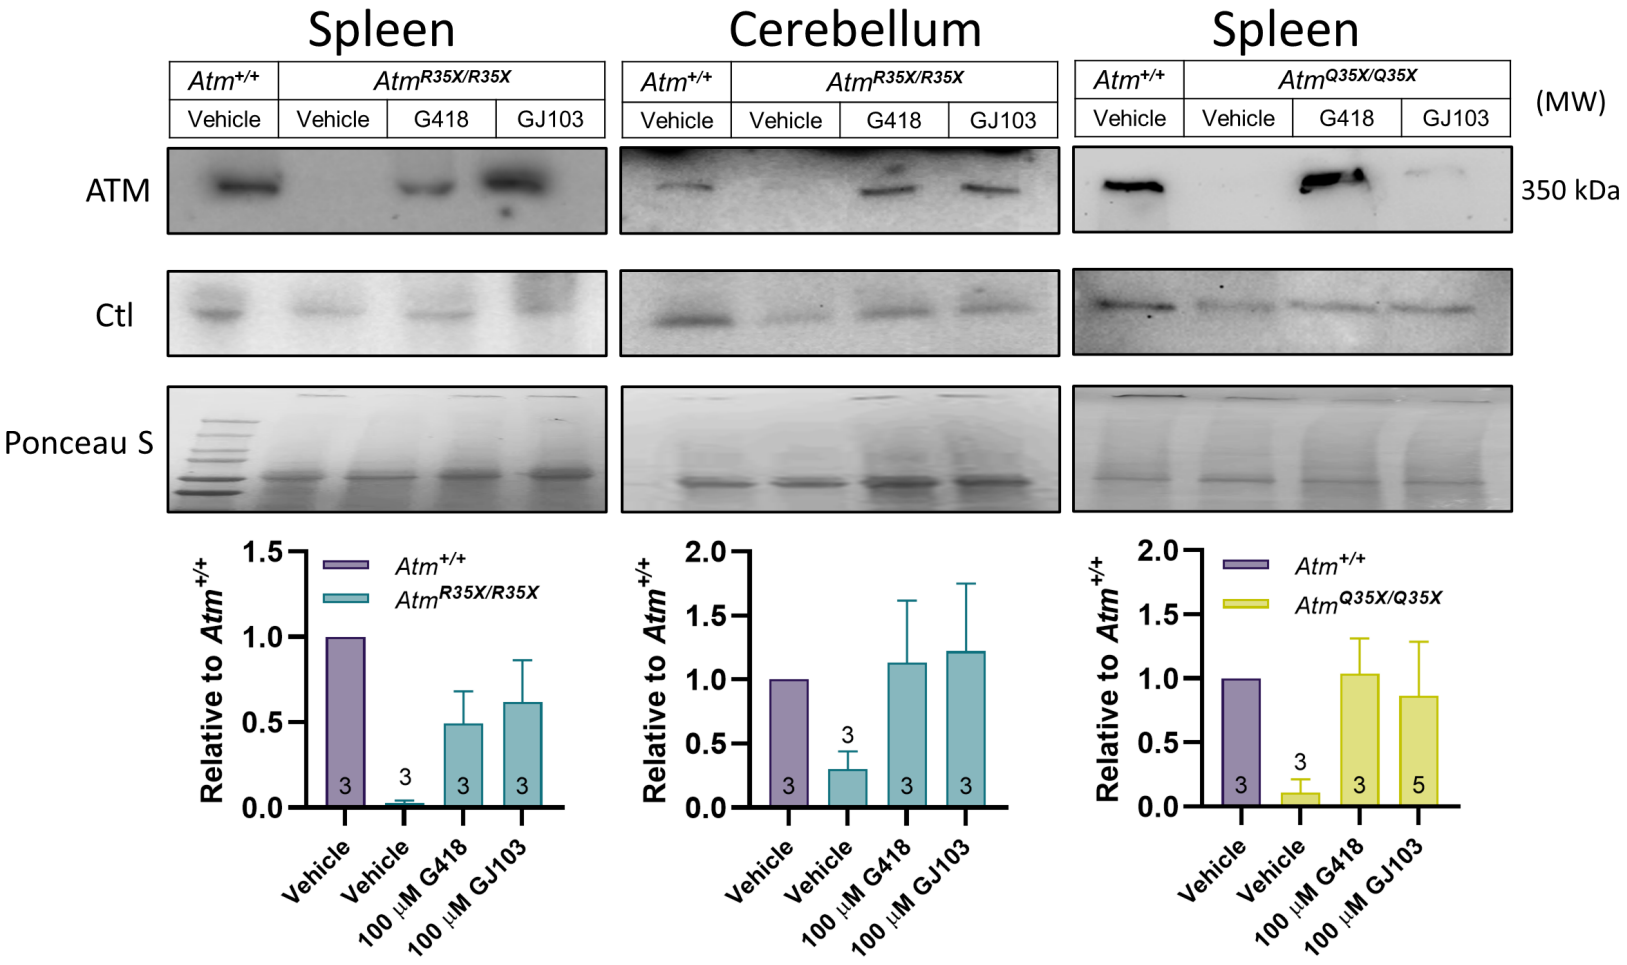 Spleen Cerebellum Spleen
Atm+/+ AtmR35X/R35X Atm+/+ AtmR35X/R35X Atm+/+ AtmQ35X/Q35X (MW)
Vehicle Vehicle G418 GJ103 Vehicle Vehicle G418 GJ103 Vehicle Vehicle G418 GJ103
ATM 350 kDa
Ctl
Ponceau S
Relative to Atm+/+
1.5
1.0
0.5
0.0
Atm+/+
AtmR35X/R35X
3 3 3 3
Vehicle Vehicle 100 μM G418 100 μM GJ103
Relative to Atm+/+
2.0
1.5
1.0
0.5
0.0
3 3 3 3
Vehicle Vehicle 100 μM G418 100 μM GJ103
Relative to Atm+/+
2.0
1.5
1.0
0.5
0.0
Atm+/+
AtmQ35X/Q35X
3 3 3 5
Vehicle Vehicle 100 μM G418 100 μM GJ103